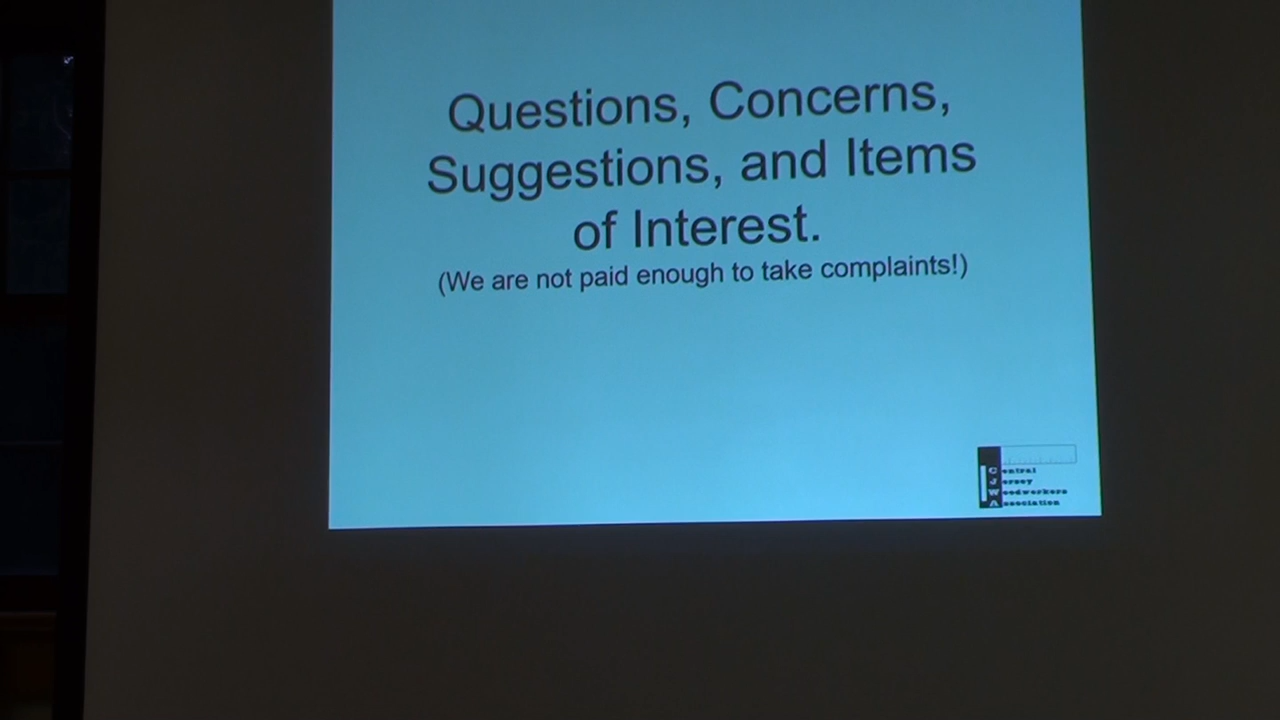 Questions, Concerns,
Suggestions, and Items
of Interest.
(We are not paid enough to take complaints!)
Central
Jersey
Woodworkers
Association